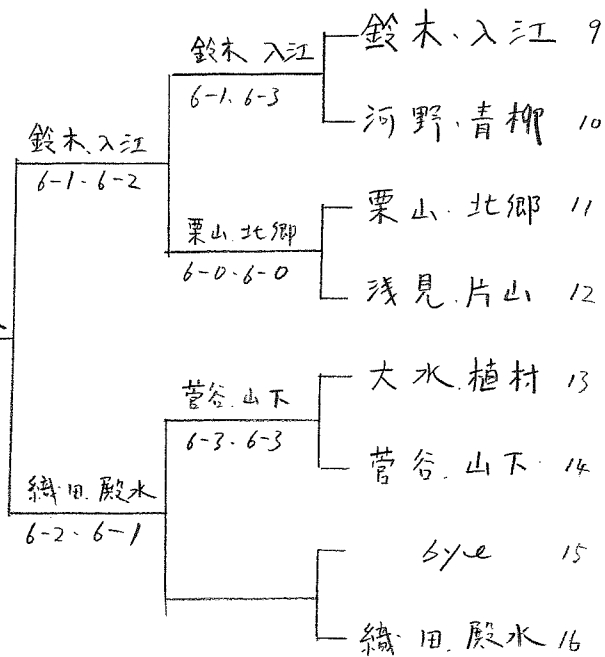 鈴木、入江 9
鈴木 入江
6-1. 6-3
河野・青柳 10
鈴木、入江
6-1・6-2
栗山・北郷 11
栗山、北郷
6-0・6-0
浅見、片山 12
大水、植村 13
菅谷、山下
6-3・6-3
菅谷、山下 14
織田、殿水
6-2・6-1
bye 15
織田、殿水 16